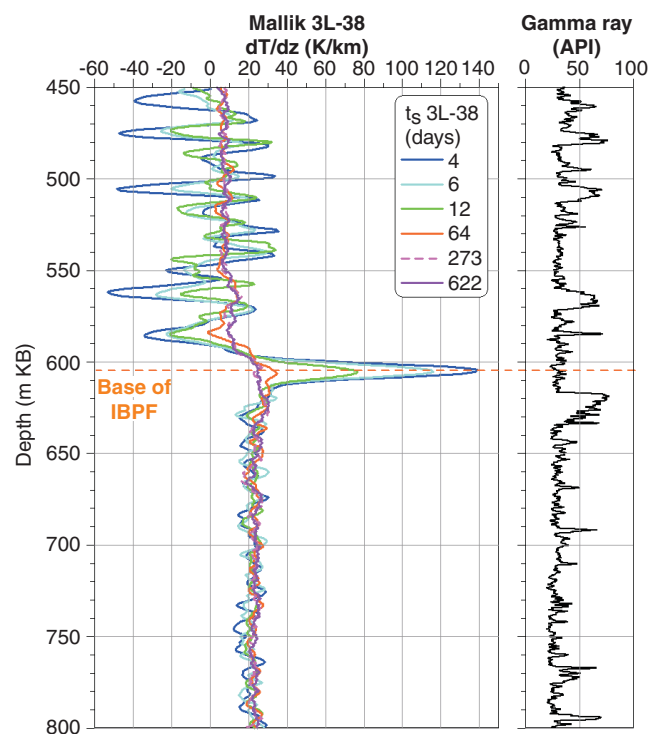 Mallik 3L-38
dT/dz (K/km)
Gamma ray
(API)
-60 -40 -20 0 20 40 60 80 100 120 140
0 50 100
450
500
550
600
650
700
750
800
Depth (m KB)
t_S 3L-38
(days)
4
6
12
64
273
622
Base of
IBPF